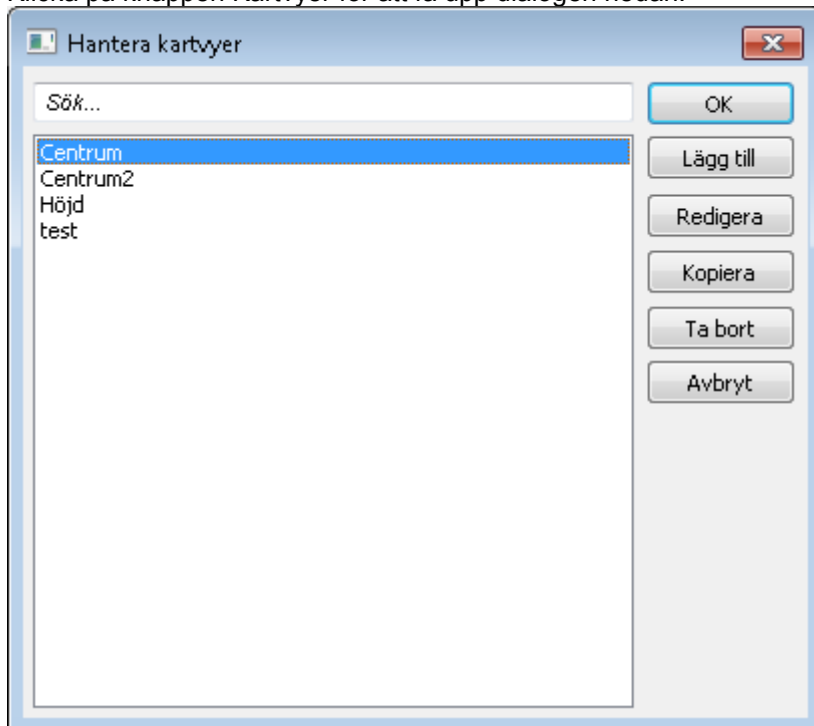 Klicka på knappen Kartvyer för att få upp dialogen nedan.
Hantera kartvyer
Sök...
OK
Centrum
Lägg till
Centrum2
Höjd
Redigera
test
Kopiera
Ta bort
Avbryt